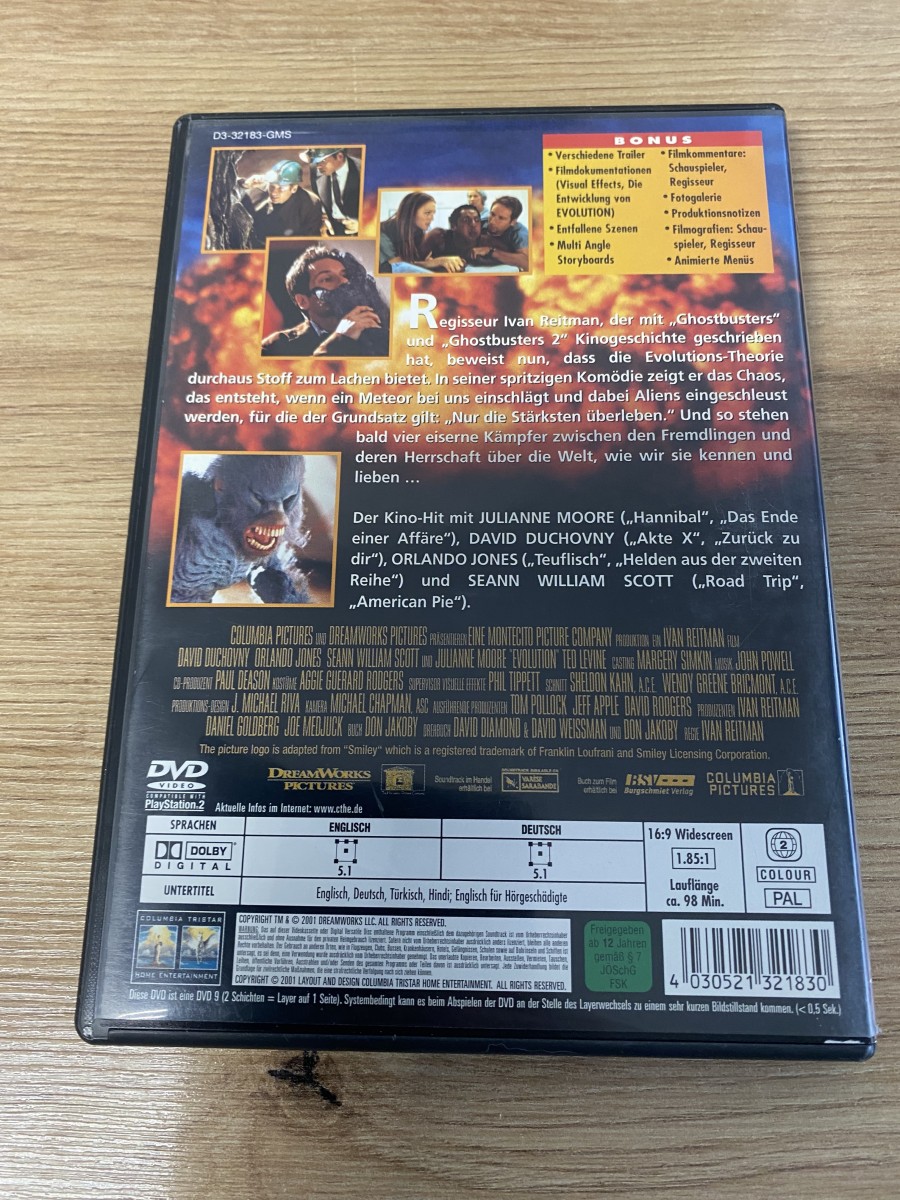 D3-32183-GMS
BONUS
• Verschiedene Trailer
• Filmdokumentationen
(Visual Effects, Die
Entwicklung von
EVOLUTION)
• Entfallene Szenen
• Multi Angle
Storyboards
• Filmkommentare:
Schauspieler,
Regisseur
• Fotogalerie
• Produktionsnotizen
• Filmografien: Schau-
spieler, Regisseur
• Animierte Menüs
Regisseur Ivan Reitman, der mit „Ghostbusters“
und „Ghostbusters 2“ Kinogeschichte geschrieben
hat, beweist nun, dass die Evolutions-Theorie
durchaus Stoff zum Lachen bietet. In seiner spritzigen Komödie zeigt er das Chaos,
das entsteht, wenn ein Meteor bei uns einschlägt und dabei Aliens eingeschleust
werden, für die der Grundsatz gilt: „Nur die Stärksten überleben.“ Und so stehen
bald vier eiserne Kämpfer zwischen den Fremdlingen und
deren Herrschaft über die Welt, wie wir sie kennen und
lieben ...
Der Kino-Hit mit JULIANNE MOORE („Hannibal“, „Das Ende
einer Affäre“), DAVID DUCHOVNY („Akte X“, „Zurück zu
dir“), ORLANDO JONES („Teuflisch“, „Helden aus der zweiten
Reihe“) und SEANN WILLIAM SCOTT („Road Trip“,
„American Pie“).
COLUMBIA PICTURES UND DREAMWORKS PICTURES PRÄSENTIEREN EINE MONTECITO PICTURE COMPANY PRODUKTION EIN IVAN REITMAN FILM
DAVID DUCHOVNY ORLANDO JONES SEANN WILLIAM SCOTT UND JULIANNE MOORE "EVOLUTION" TED LEVINE CASTING MARGERY SIMKIN MUSIK JOHN POWELL
CO-PRODUZENT PAUL DEASON KOSTÜME AGGIE GUERARD RODGERS SUPERVISOR VISUELLE EFFEKTE PHIL TIPPETT SCHNITT SHELDON KAHN, A.C.E. WENDY GREENE BRICMONT, A.C.E.
PRODUKTIONS-DESIGN J. MICHAEL RIVA KAMERA MICHAEL CHAPMAN, ASC AUSFÜHRENDE PRODUZENTEN TOM POLLOCK JEFF APPLE DAVID RODGERS PRODUZENTEN IVAN REITMAN
DANIEL GOLDBERG JOE MEDJUCK BUCH DON JAKOBY DREHBUCH DAVID DIAMOND & DAVID WEISSMAN UND DON JAKOBY REGIE IVAN REITMAN
The picture logo is adapted from "Smiley" which is a registered trademark of Franklin Loufrani and Smiley Licensing Corporation.
DVD
VIDEO
COMPATIBLE WITH
PlayStation.2
DREAMWORKS
PICTURES
Soundtrack im Handel
erhältlich bei
SOUNDTRACK AVAILABLE ON
VARÈSE
SARABANDE
Buch zum Film
erhältlich bei
BSV
Burgschmiet Verlag
COLUMBIA
PICTURES
Aktuelle Infos im Internet: www.cthe.de
SPRACHEN
ENGLISCH
DEUTSCH
DOLBY
DIGITAL
5.1
5.1
UNTERTITEL
Englisch, Deutsch, Türkisch, Hindi; Englisch für Hörgeschädigte
16:9 Widescreen
1.85:1
Lauflänge
ca. 98 Min.
2
COLOUR
PAL
COLUMBIA TRISTAR
HOME ENTERTAINMENT
COPYRIGHT TM & © 2001 DREAMWORKS LLC. ALL RIGHTS RESERVED.
COPYRIGHT © 2001 LAYOUT AND DESIGN COLUMBIA TRISTAR HOME ENTERTAINMENT. ALL RIGHTS RESERVED.
Freigegeben
ab 12 Jahren
gemäß § 7
JÖSchG
FSK
4 030521 321830
Diese DVD ist eine DVD 9 (2 Schichten = Layer auf 1 Seite). Systembedingt kann es beim Abspielen der DVD an der Stelle des Layerwechsels zu einem sehr kurzen Bildstillstand kommen. (< 0,5 Sek.)